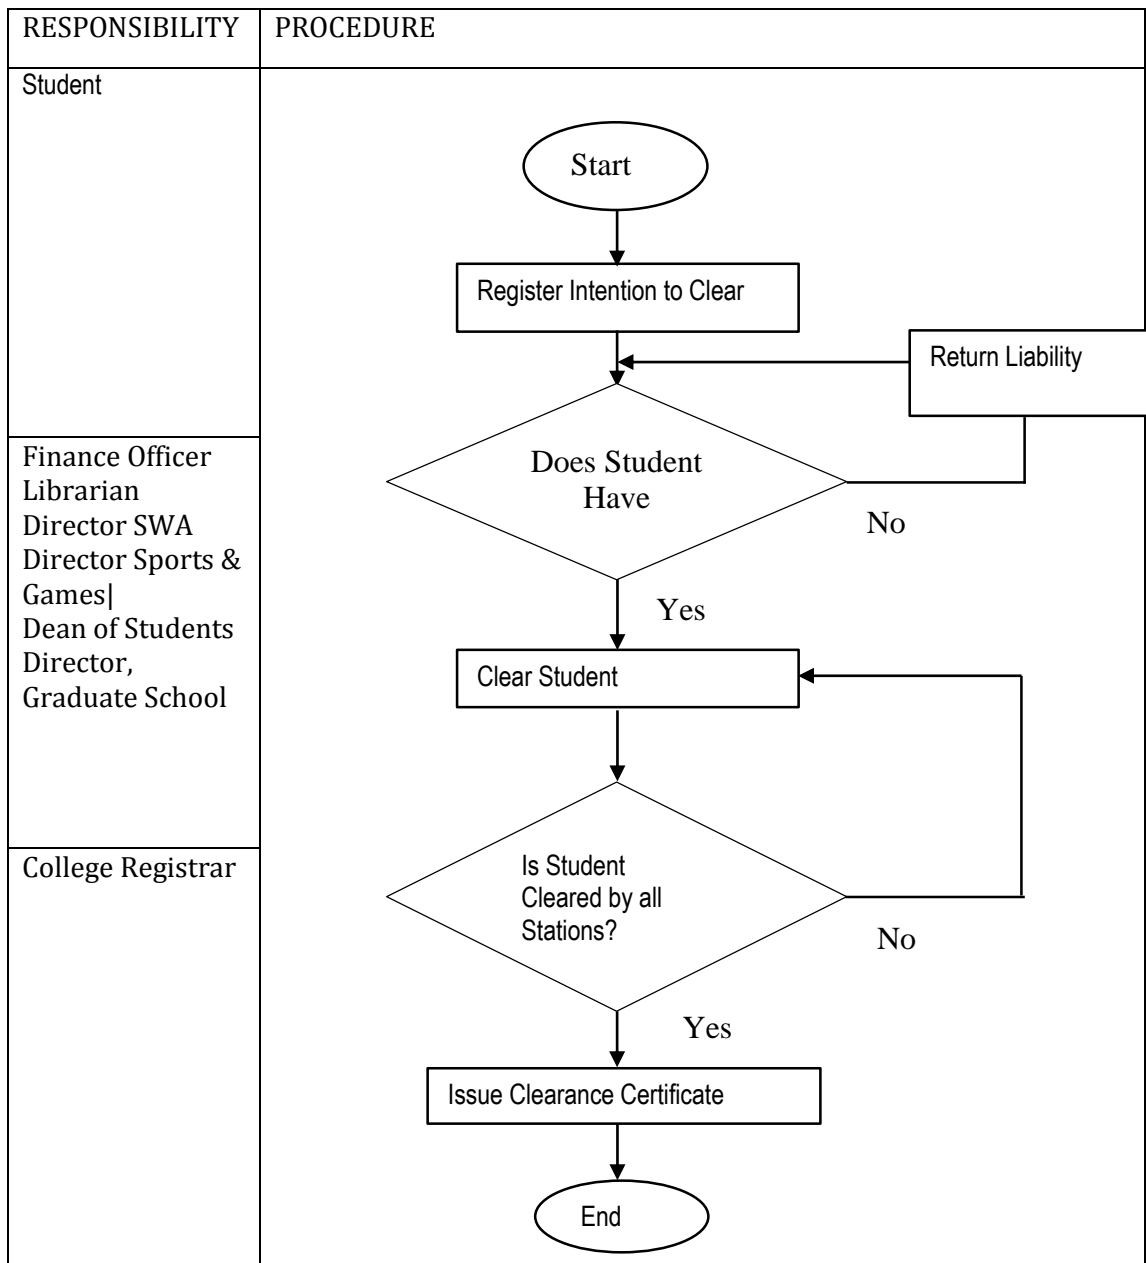 RESPONSIBILITY PROCEDURE
Student
Start
Register Intention to Clear
Return Liability
Does Student
Have
No
Finance Officer
Librarian
Director SWA
Director Sports &
Games|
Dean of Students
Director,
Graduate School
Yes
Clear Student
College Registrar
Is Student
Cleared by all
Stations?
No
Yes
Issue Clearance Certificate
End